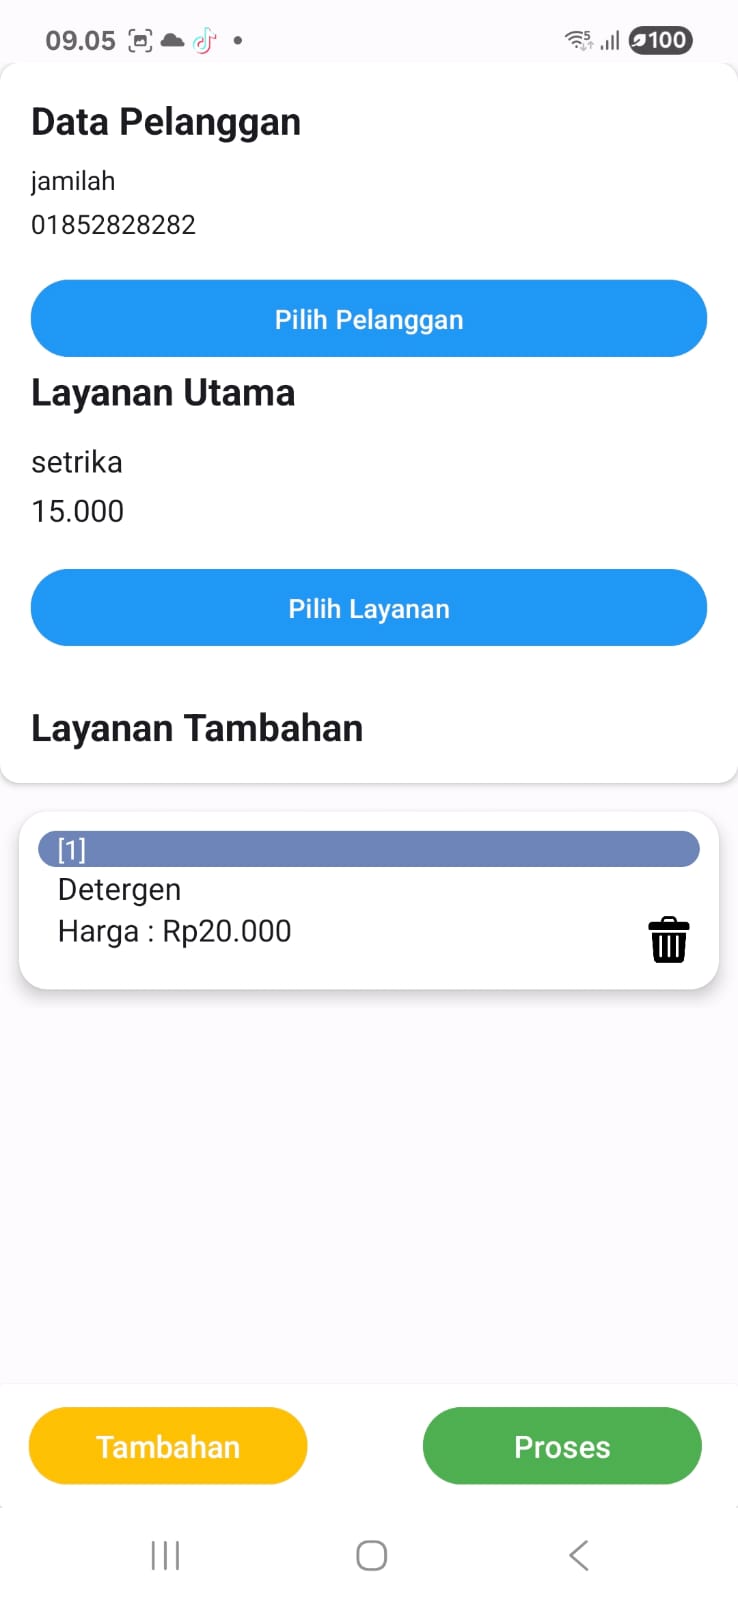 09.05
5
100
Data Pelanggan
jamilah
01852828282
Pilih Pelanggan
Layanan Utama
setrika
15.000
Pilih Layanan
Layanan Tambahan
[1]
Detergen
Harga : Rp20.000
Tambahan
Proses